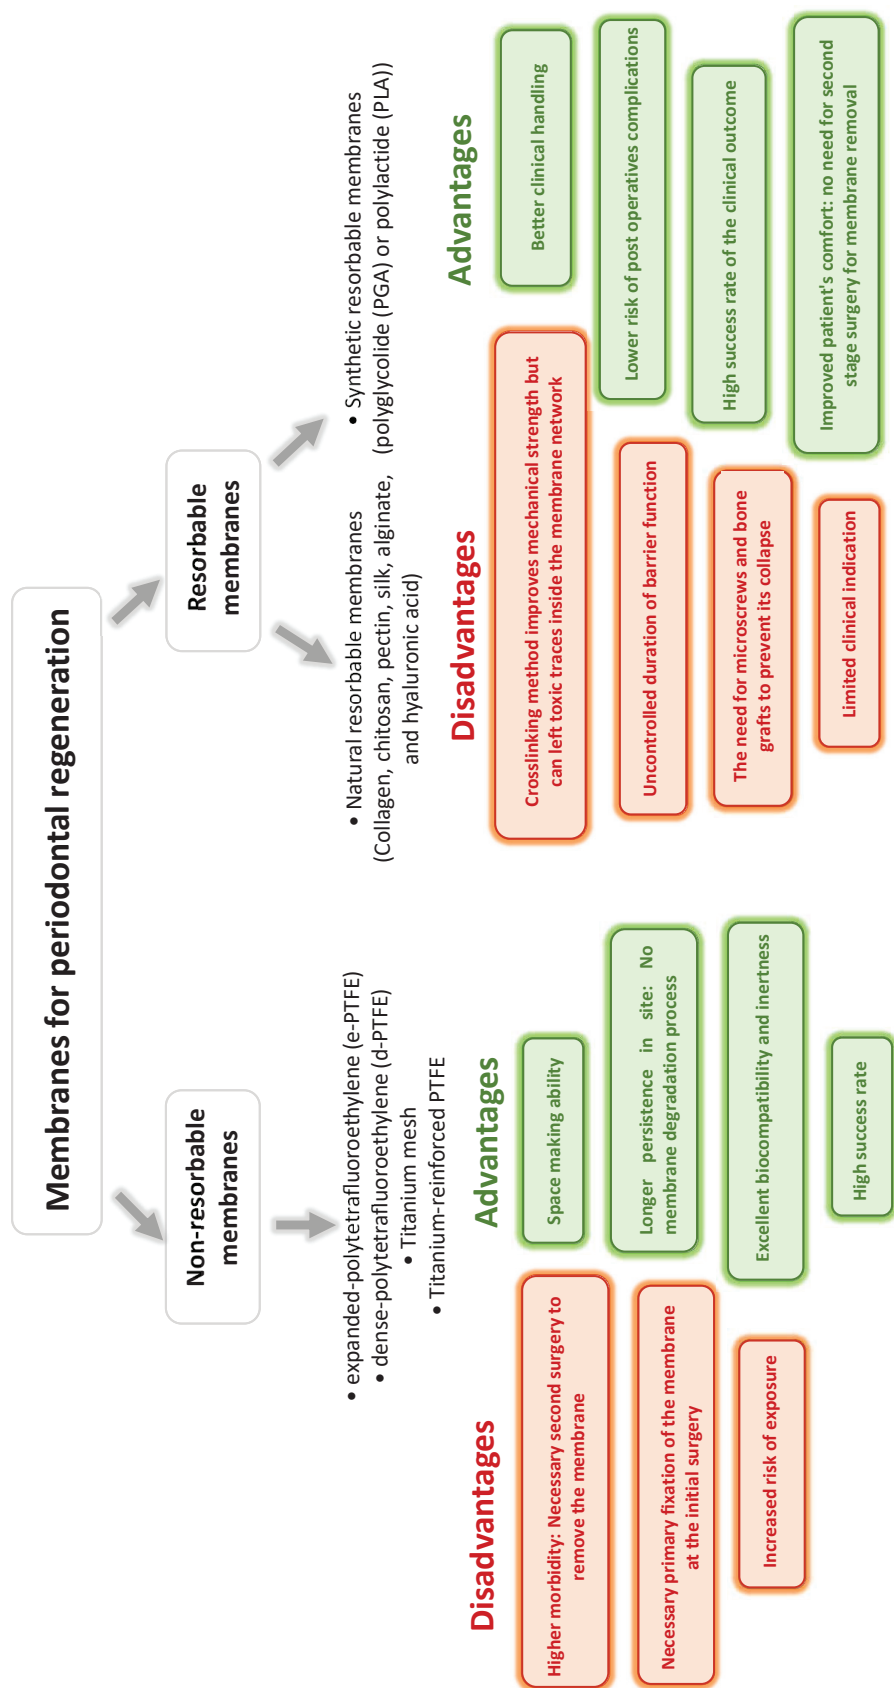 Membranes for periodontal regeneration
Non-resorbable
membranes
• expanded-polytetrafluoroethylene (e-PTFE)
• dense-polytetrafluoroethylene (d-PTFE)
• Titanium mesh
• Titanium-reinforced PTFE
Disadvantages
Higher morbidity: Necessary second surgery to
remove the membrane
Necessary primary fixation of the membrane
at the initial surgery
Increased risk of exposure
Advantages
Space making ability
Longer persistence in site: No
membrane degradation process
Excellent biocompatibility and inertness
High success rate
Resorbable
membranes
• Natural resorbable membranes
(Collagen, chitosan, pectin, silk, alginate,
and hyaluronic acid)
• Synthetic resorbable membranes
(polyglycolide (PGA) or polylactide (PLA))
Disadvantages
Crosslinking method improves mechanical strength but
can left toxic traces inside the membrane network
Uncontrolled duration of barrier function
The need for microscrews and bone
grafts to prevent its collapse
Limited clinical indication
Advantages
Better clinical handling
Lower risk of post operatives complications
High success rate of the clinical outcome
Improved patient's comfort: no need for second
stage surgery for membrane removal